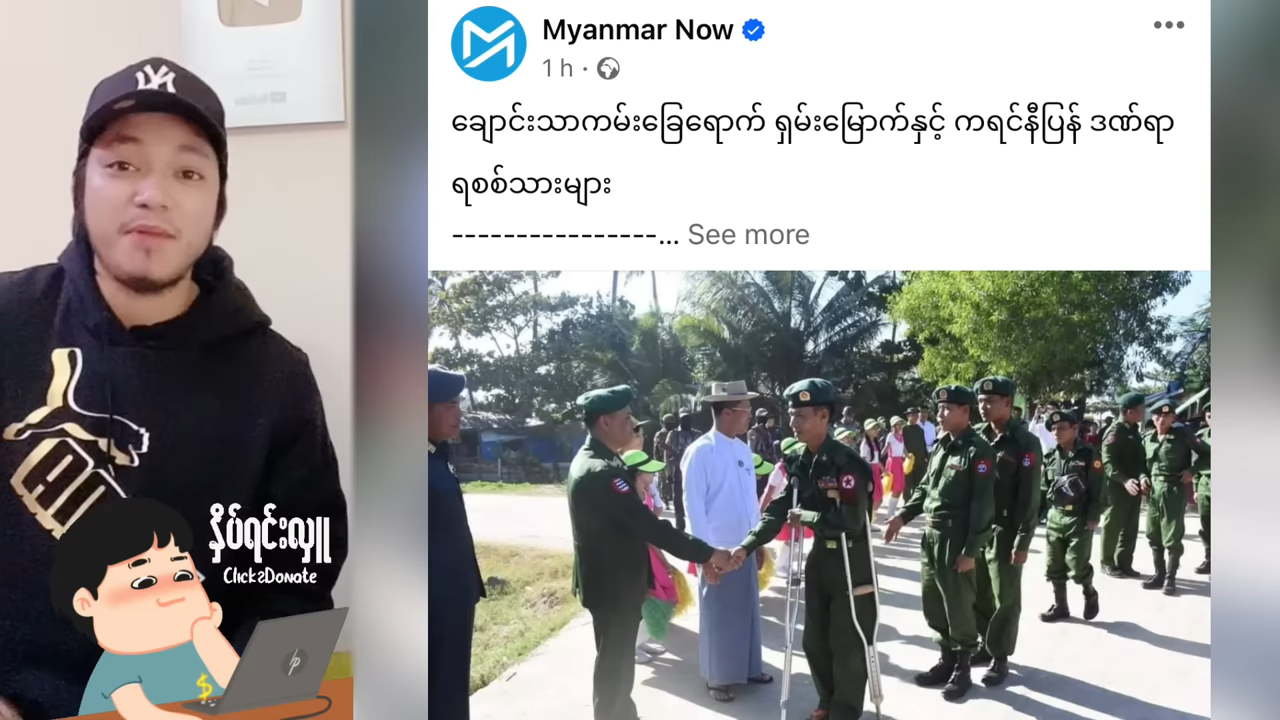 Myanmar Now
1 h ·
ချောင်းသာကမ်းခြေရောက် ရှမ်းမြောက်နှင့် ကရင်နီပြန် ဒဏ်ရာ
ရစစ်သားများ
----------------... See more
နှိပ်ရင်းလှူ
Click2Donate
hp